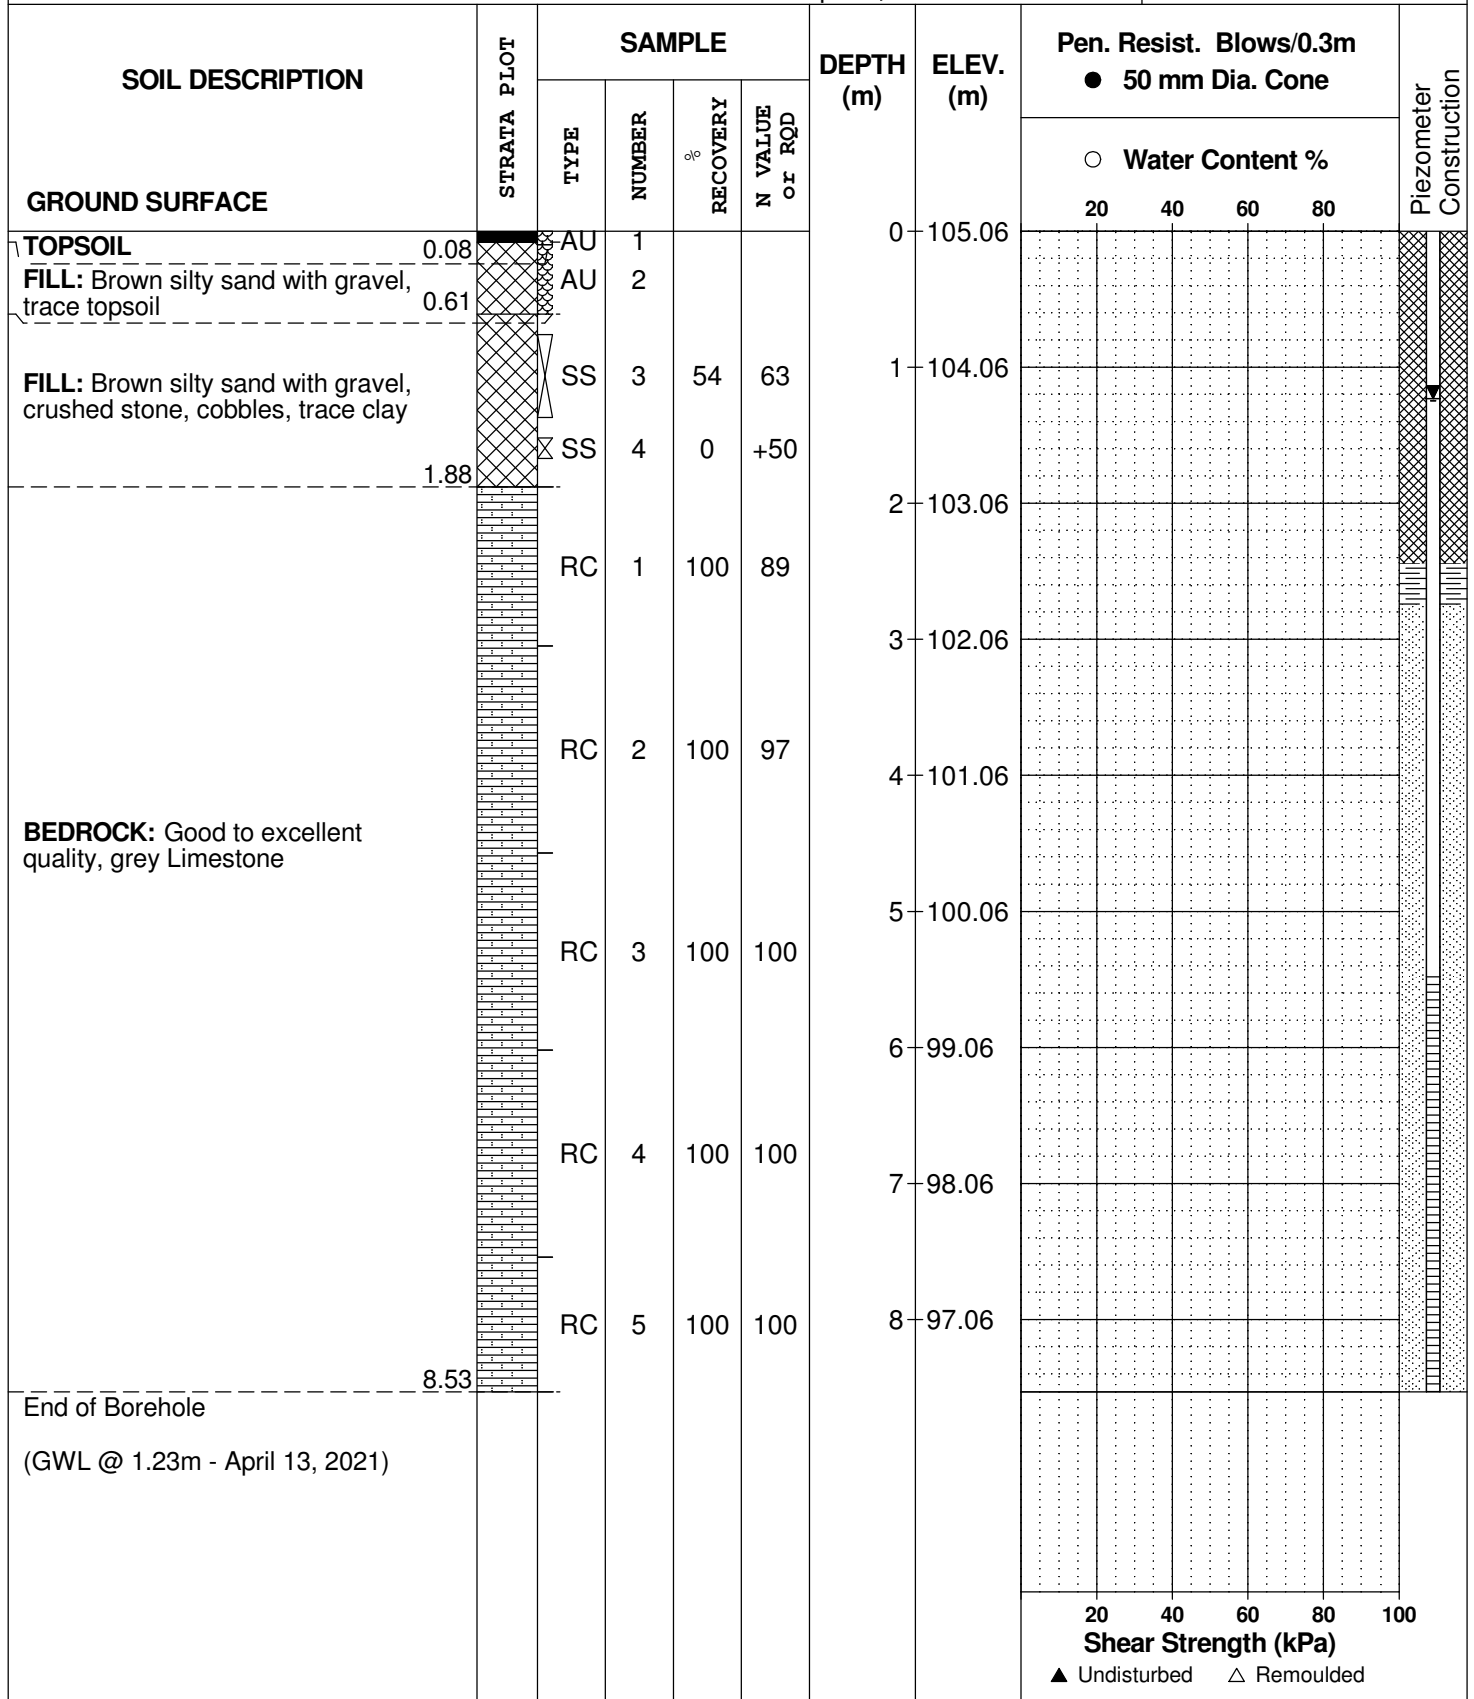 SOIL DESCRIPTION
GROUND SURFACE
STRATA PLOT
SAMPLE
TYPE
NUMBER
%
RECOVERY
N VALUE
or RQD
DEPTH
(m)
ELEV.
(m)
Pen. Resist. Blows/0.3m
● 50 mm Dia. Cone
○ Water Content %
20 40 60 80
Piezometer
Construction
TOPSOIL 0.08
AU 1
0 105.06
FILL: Brown silty sand with gravel,
trace topsoil 0.61
AU 2
FILL: Brown silty sand with gravel,
crushed stone, cobbles, trace clay
1.88
SS 3 54 63
1 104.06
SS 4 0 +50
2 103.06
RC 1 100 89
3 102.06
RC 2 100 97
4 101.06
BEDROCK: Good to excellent
quality, grey Limestone
5 100.06
RC 3 100 100
6 99.06
RC 4 100 100
7 98.06
RC 5 100 100
8 97.06
8.53
End of Borehole
(GWL @ 1.23m - April 13, 2021)
20 40 60 80 100
Shear Strength (kPa)
▲ Undisturbed △ Remoulded